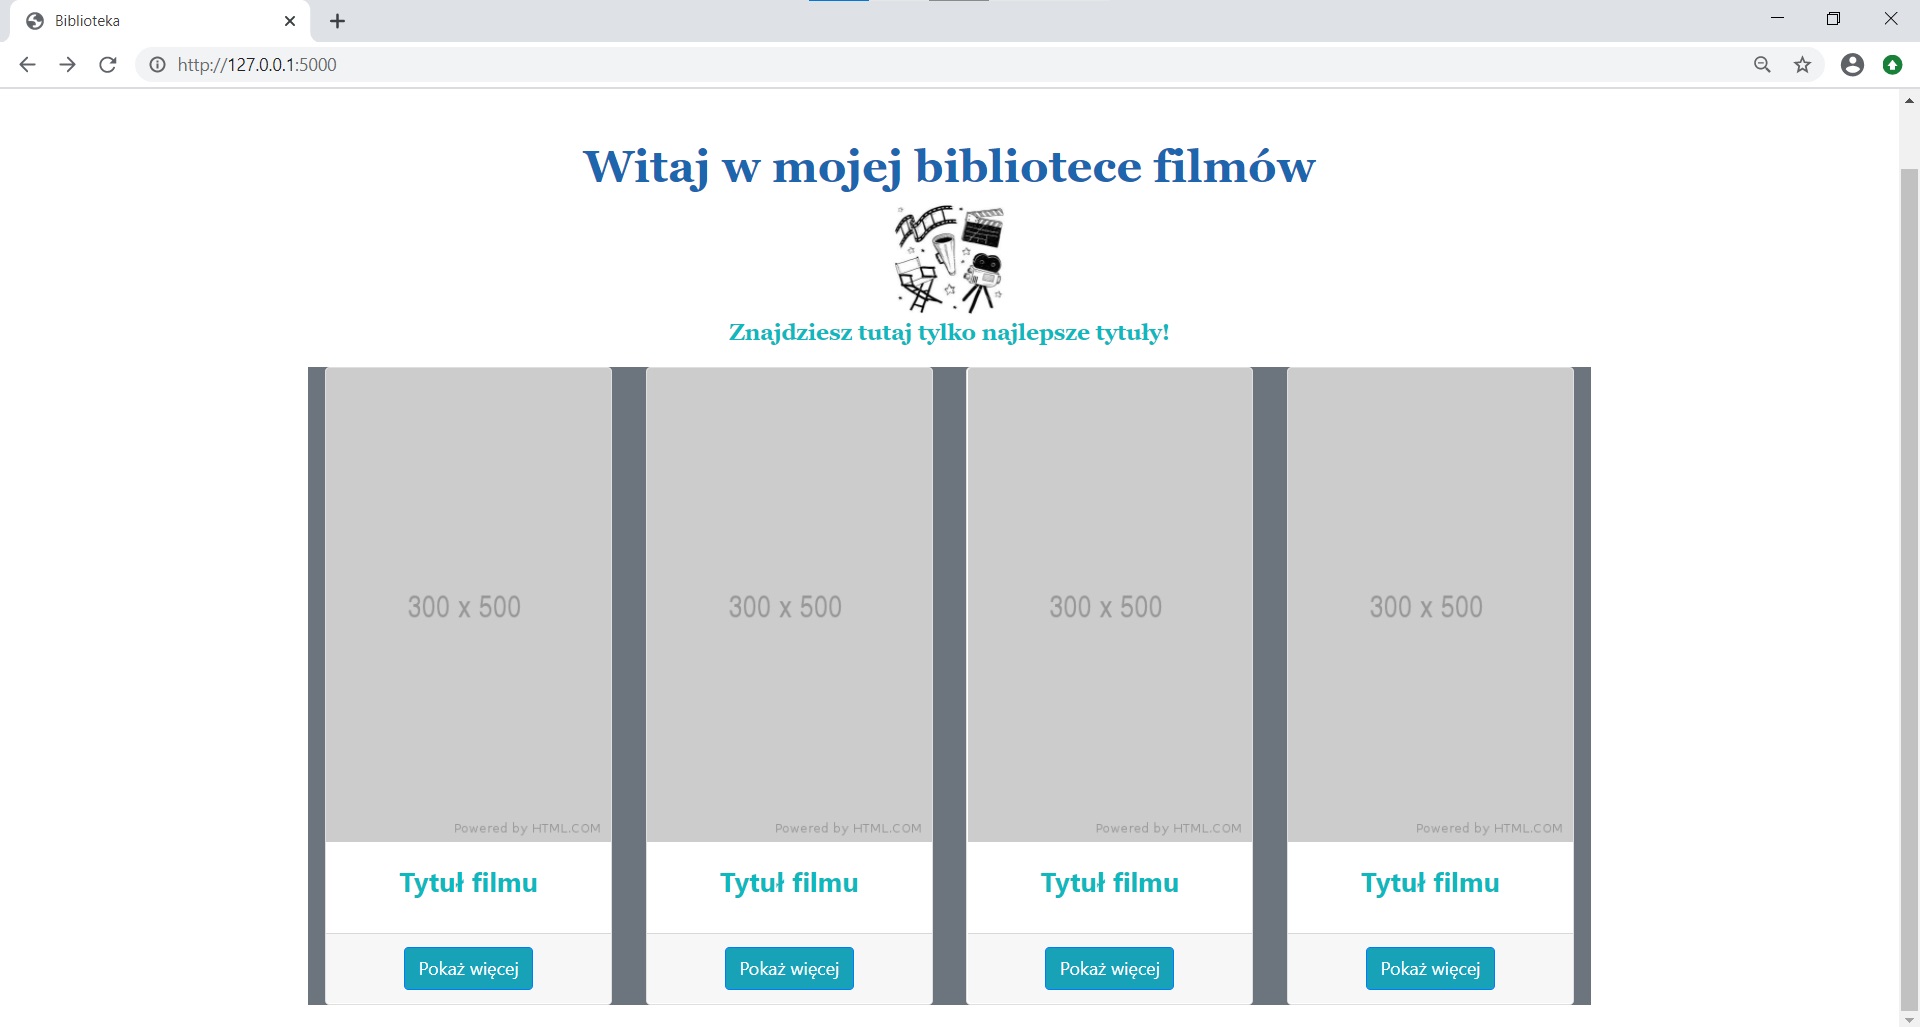 Biblioteka
http://127.0.0.1:5000
Witaj w mojej bibliotece filmów
Znajdziesz tutaj tylko najlepsze tytuły!
300 x 500 300 x 500 300 x 500 300 x 500
Powered by HTML.COM Powered by HTML.COM Powered by HTML.COM Powered by HTML.COM
Tytuł filmu Tytuł filmu Tytuł filmu Tytuł filmu
Pokaż więcej Pokaż więcej Pokaż więcej Pokaż więcej